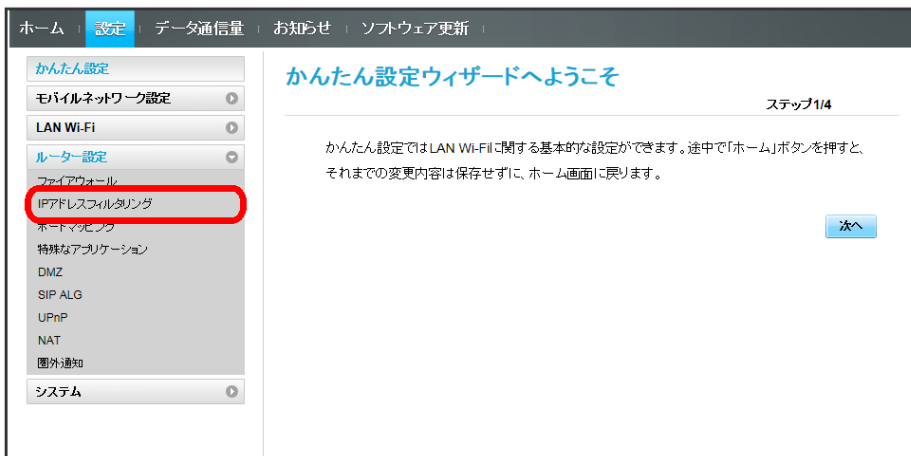 ホーム 設定 データ通信量 お知らせ ソフトウェア更新
かんたん設定
モバイルネットワーク設定
LAN Wi-Fi
ルーター設定
ファイアウォール
IPアドレスフィルタリング
ポートマッピング
特殊なアプリケーション
DMZ
SIP ALG
UPnP
NAT
圏外通知
システム
かんたん設定ウィザードへようこそ
ステップ1/4
かんたん設定ではLAN Wi-Fiに関する基本的な設定ができます。途中で「ホーム」ボタンを押すと、
それまでの変更内容は保存せずに、ホーム画面に戻ります。
次へ